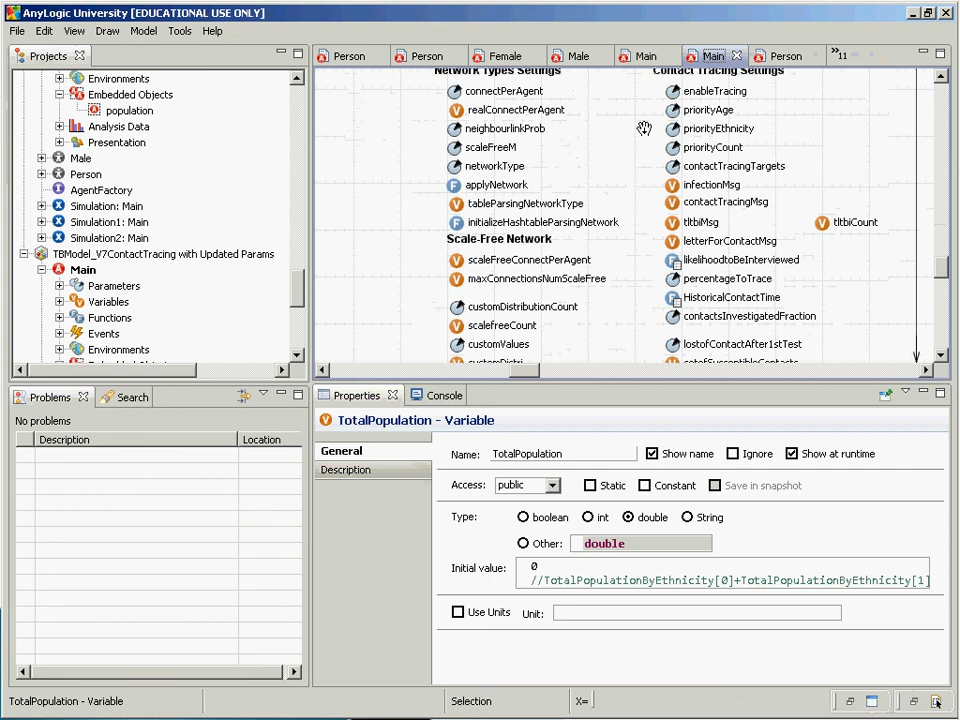 AnyLogic University [EDUCATIONAL USE ONLY]
File Edit View Draw Model Tools Help
Projects
Person Person Female Male Main Main Person »11
Environments
Embedded Objects
population
Analysis Data
Presentation
Male
Person
AgentFactory
Simulation: Main
Simulation1: Main
Simulation2: Main
TBModel_V7ContactTracing with Updated Params
Main
Parameters
Variables
Functions
Events
Environments
Network Types Settings
connectPerAgent
realConnectPerAgent
neighbourlinkProb
scaleFreeM
networkType
applyNetwork
tableParsingNetworkType
initializeHashtableParsingNetwork
Scale-Free Network
scaleFreeConnectPerAgent
maxConnectionsNumScaleFree
customDistributionCount
scalefreeCount
customValues
Contact Tracing Settings
enableTracing
priorityAge
priorityEthnicity
priorityCount
contactTracingTargets
infectionMsg
contactTracingMsg
tltbiMsg
tltbiCount
letterForContactMsg
likelihoodtoBeInterviewed
percentageToTrace
HistoricalContactTime
contactsInvestigatedFraction
lostofContactAfter1stTest
Problems Search
No problems
Description Location
Properties Console
TotalPopulation - Variable
General
Description
Name: TotalPopulation Show name Ignore Show at runtime
Access: public Static Constant Save in snapshot
Type: boolean int double String
Other: double
Initial value: 0
//TotalPopulationByEthnicity[0]+TotalPopulationByEthnicity[1]
Use Units Unit:
TotalPopulation - Variable Selection X=